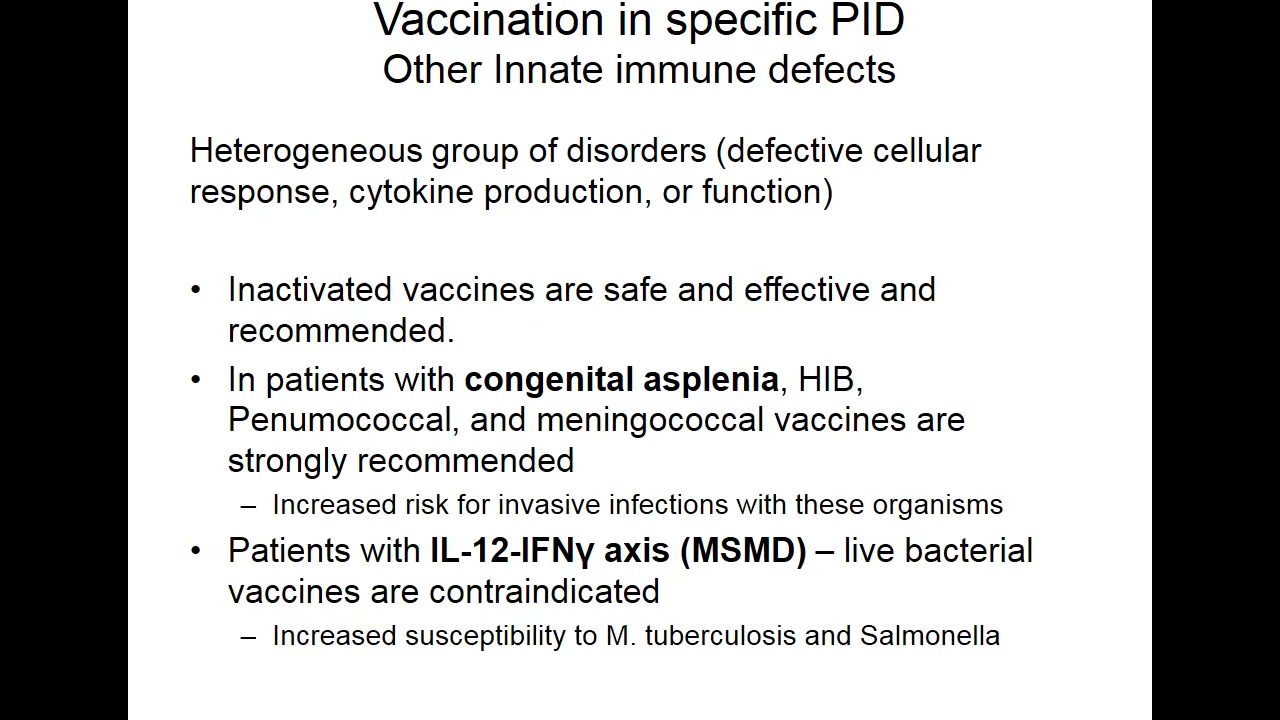 Vaccination in specific PID
Other Innate immune defects
Heterogeneous group of disorders (defective cellular
response, cytokine production, or function)
• Inactivated vaccines are safe and effective and
recommended.
• In patients with congenital asplenia, HIB,
Penumococcal, and meningococcal vaccines are
strongly recommended
– Increased risk for invasive infections with these organisms
• Patients with IL-12-IFNγ axis (MSMD) – live bacterial
vaccines are contraindicated
– Increased susceptibility to M. tuberculosis and Salmonella